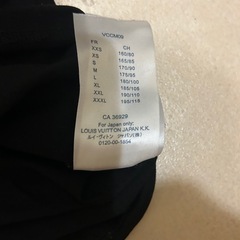 VCCM09
FR CH
XXS 160/80
XS 165/85
S 170/90
M 175/95
L 180/100
XL 185/105
XXL 190/110
XXXL 195/115
CA 36929
For Japan only:
LOUIS VUITTON JAPAN K.K.
ルイ・ヴィトン ジャパン(株)
0120-00-1854